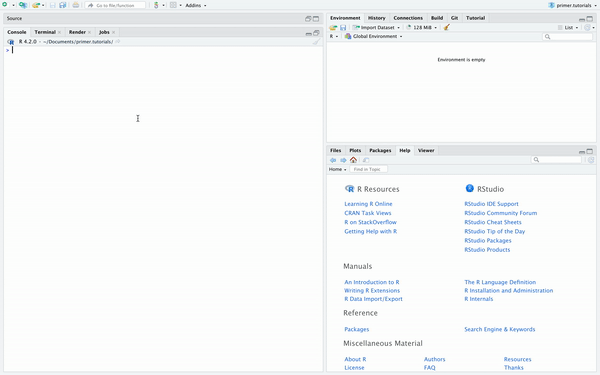 Go to file/function
Addins
primer.tutorials
Source
Console Terminal Render Jobs
R 4.2.0 · ~/Documents/primer.tutorials/
>
Environment History Connections Build Git Tutorial
Import Dataset 128 MiB List
R Global Environment
Environment is empty
Files Plots Packages Help Viewer
Home Find in Topic
R Resources
Learning R Online
CRAN Task Views
R on StackOverflow
Getting Help with R
RStudio
RStudio IDE Support
RStudio Community Forum
RStudio Cheat Sheets
RStudio Tip of the Day
RStudio Packages
RStudio Products
Manuals
An Introduction to R
Writing R Extensions
R Data Import/Export
The R Language Definition
R Installation and Administration
R Internals
Reference
Packages
Search Engine & Keywords
Miscellaneous Material
About R Authors Resources
License FAQ Thanks